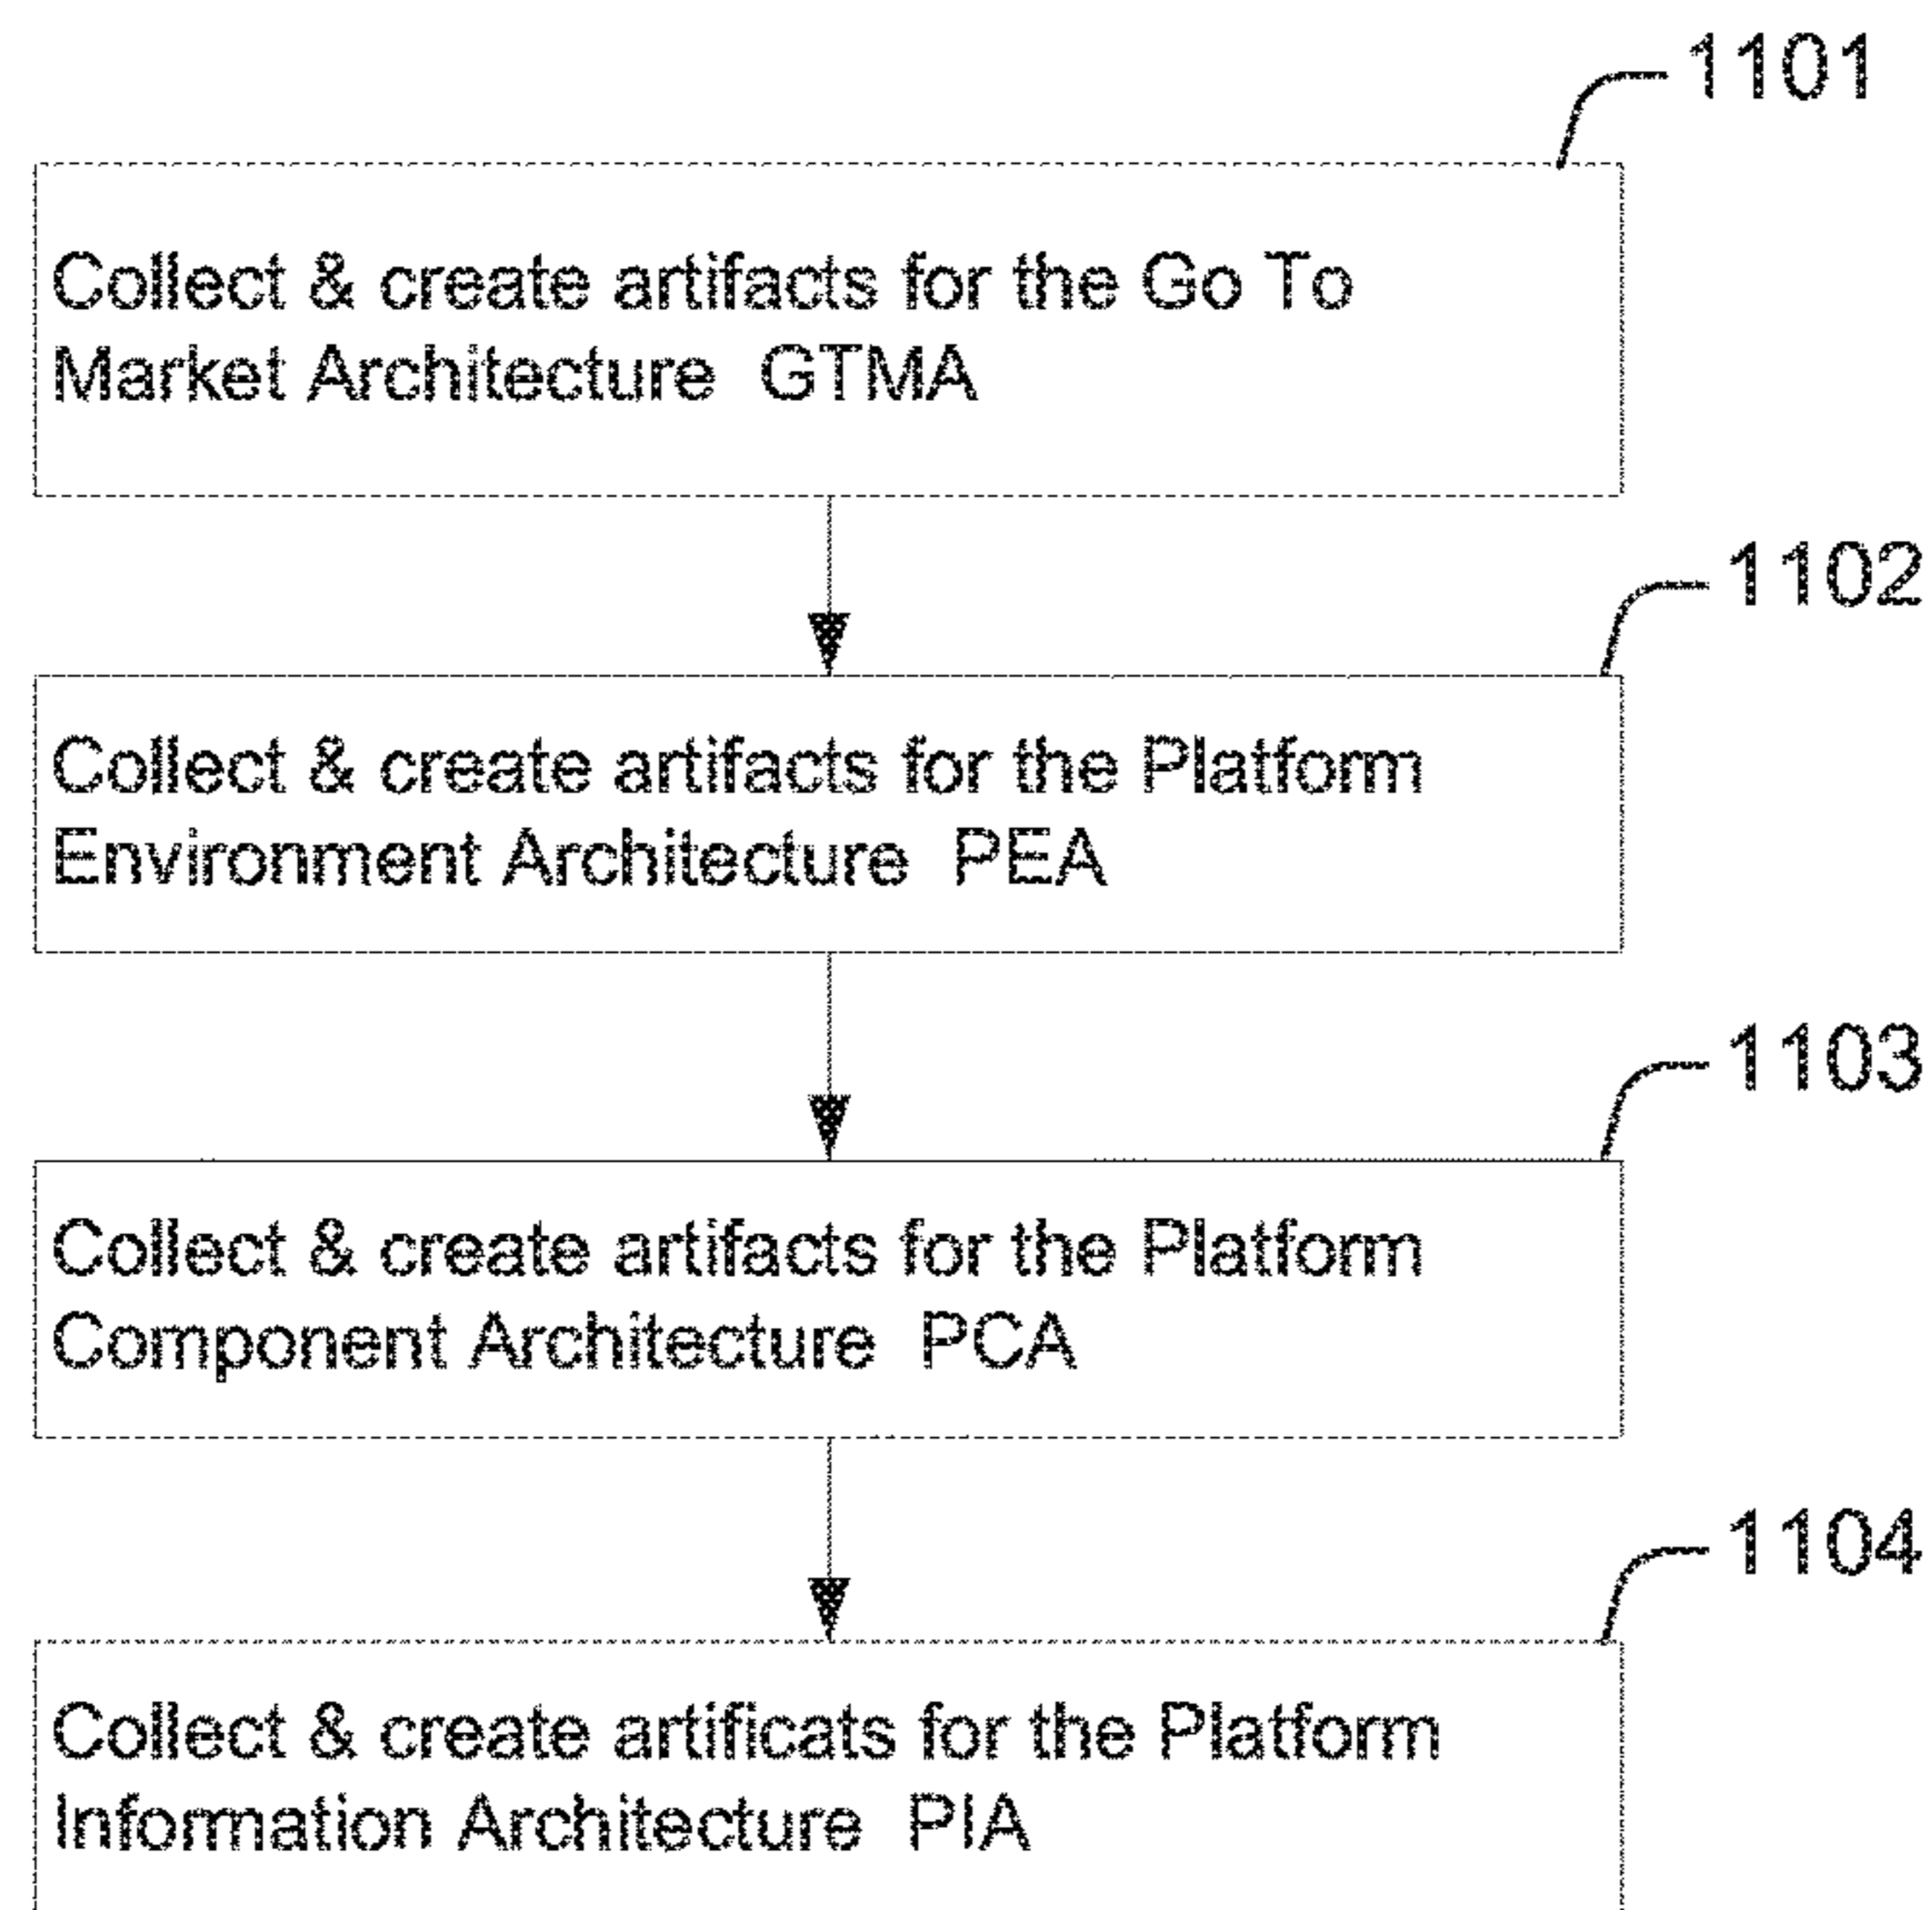 1101
Collect & create artifacts for the Go To
Market Architecture GTMA
1102
Collect & create artifacts for the Platform
Environment Architecture PEA
1103
Collect & create artifacts for the Platform
Component Architecture PCA
1104
Collect & create artificats for the Platform
Information Architecture PIA